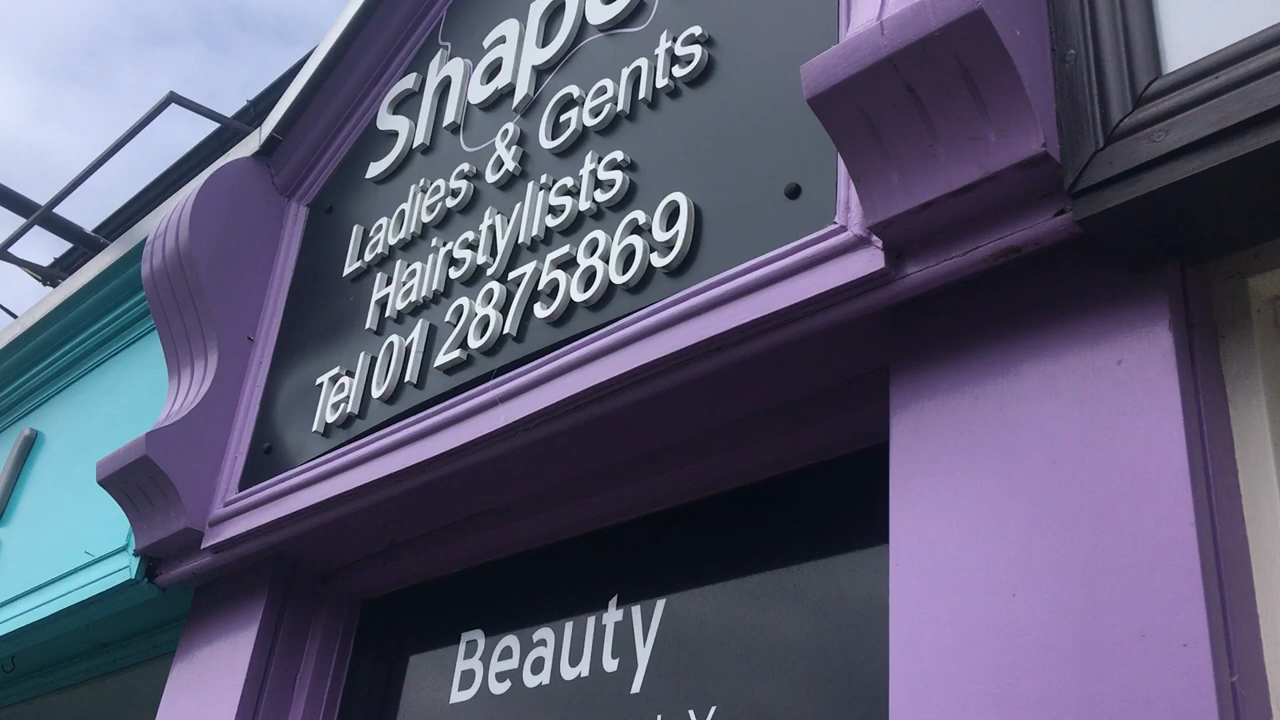 Shape
Ladies & Gents
Hairstylists
Tel 01 2875869
Beauty